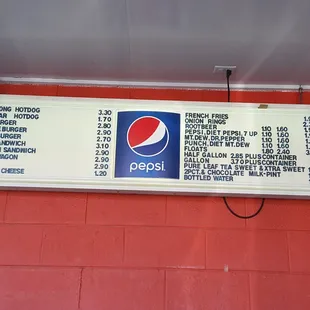 ONG HOTDOG 3.30
AR HOTDOG 1.70
RGER 2.80
EBURGER 2.90
BURGER 2.70
NDWICH 3.10
SANDWICH 2.90
AGON 2.90
CHEESE 1.20
pepsi
FRENCH FRIES
ONION RINGS
ROOTBEER 1.10 1.60
PEPSI, DIET PEPSI, 7 UP 1.10 1.60
MT. DEW, DR. PEPPER 1.10 1.60
PUNCH, DIET MT. DEW 1.10 1.60
FLOATS 1.80 2.40
HALF GALLON 2.85 PLUS CONTAINER
GALLON 3.70 PLUS CONTAINER
PURE LEAF TEA SWEET & XTRA SWEET
2PCT. & CHOCOLATE MILK-PINT
BOTTLED WATER